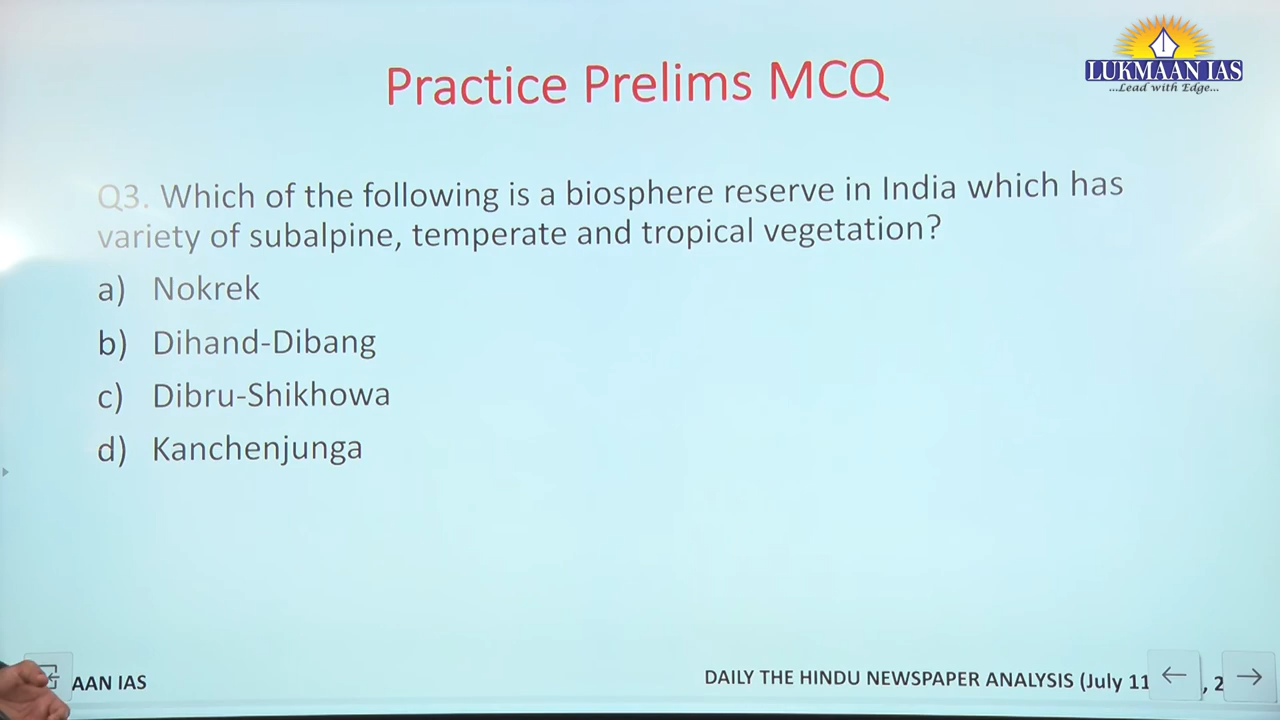 LUKMAAN IAS
...Lead with Edge...
Practice Prelims MCQ
Q3. Which of the following is a biosphere reserve in India which has
variety of subalpine, temperate and tropical vegetation?
a) Nokrek
b) Dihand-Dibang
c) Dibru-Shikhowa
d) Kanchenjunga
AAN IAS
DAILY THE HINDU NEWSPAPER ANALYSIS (July 11 , 2